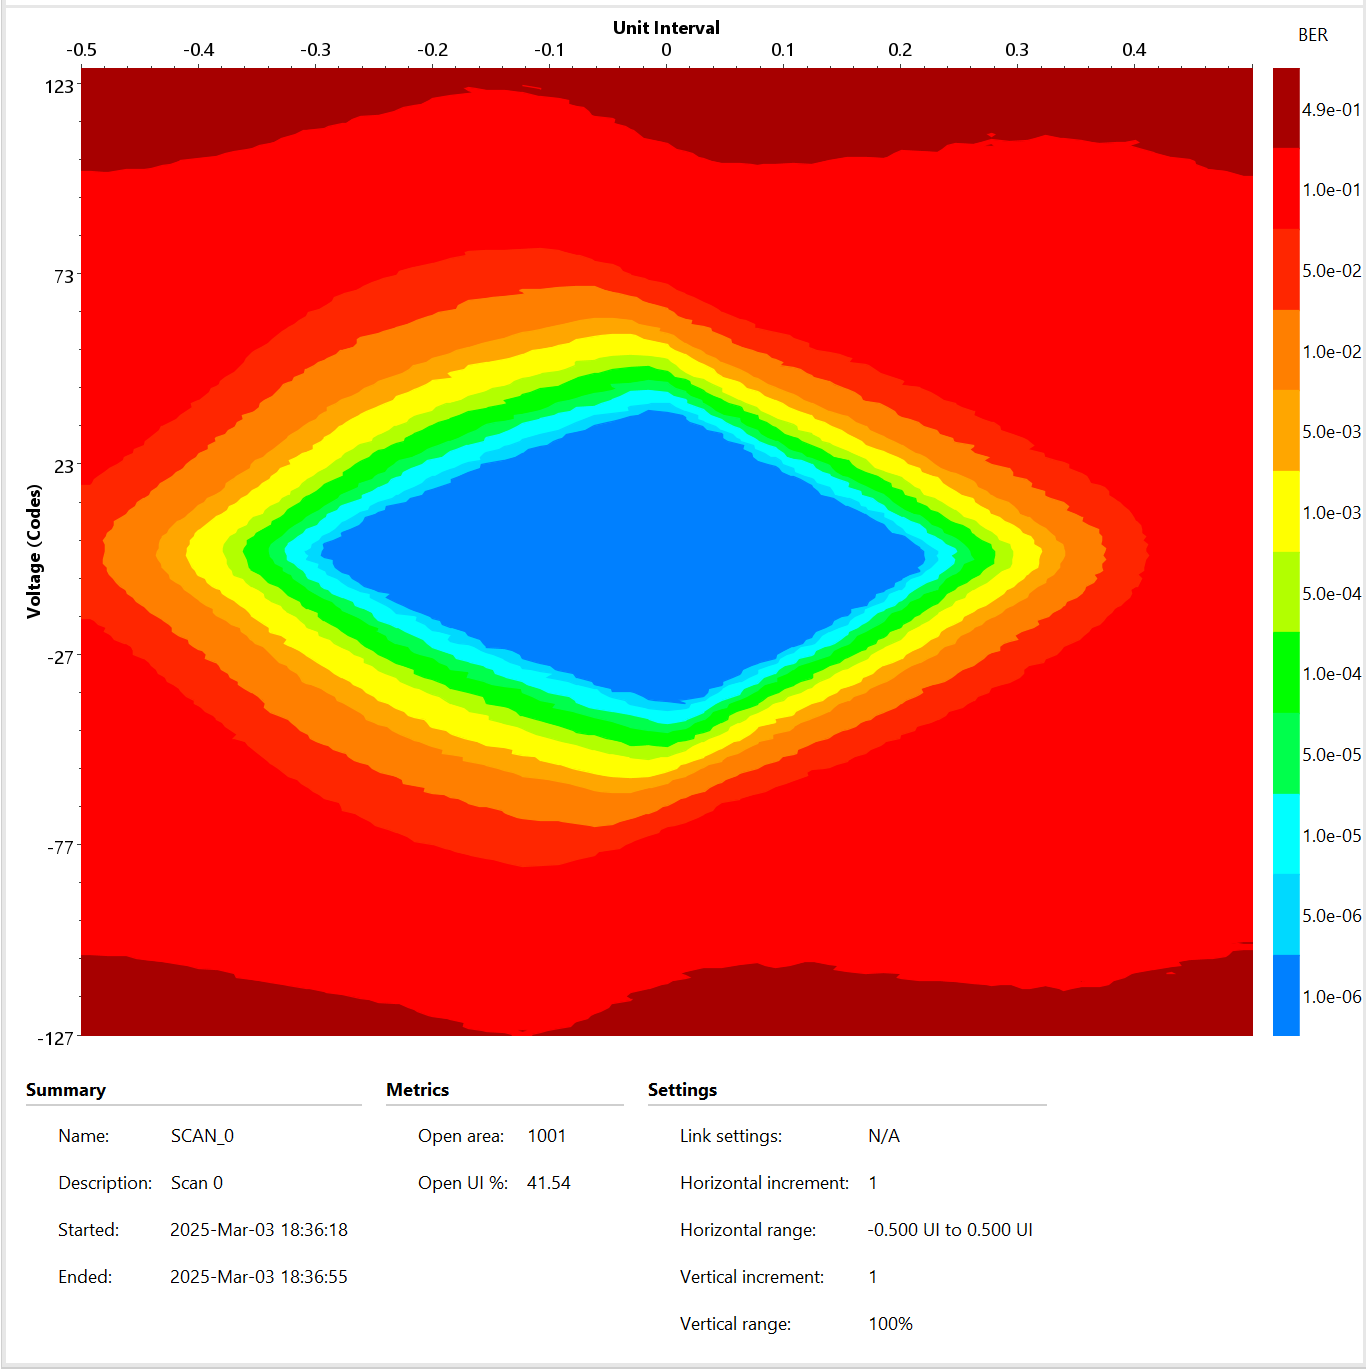 Unit Interval
BER
-0.5 -0.4 -0.3 -0.2 -0.1 0 0.1 0.2 0.3 0.4
123
73
23
-27
-77
-127
Voltage (Codes)
4.9e-01
1.0e-01
5.0e-02
1.0e-02
5.0e-03
1.0e-03
5.0e-04
1.0e-04
5.0e-05
1.0e-05
5.0e-06
1.0e-06
Summary
Name: SCAN_0
Description: Scan 0
Started: 2025-Mar-03 18:36:18
Ended: 2025-Mar-03 18:36:55
Metrics
Open area: 1001
Open UI %: 41.54
Settings
Link settings: N/A
Horizontal increment: 1
Horizontal range: -0.500 UI to 0.500 UI
Vertical increment: 1
Vertical range: 100%